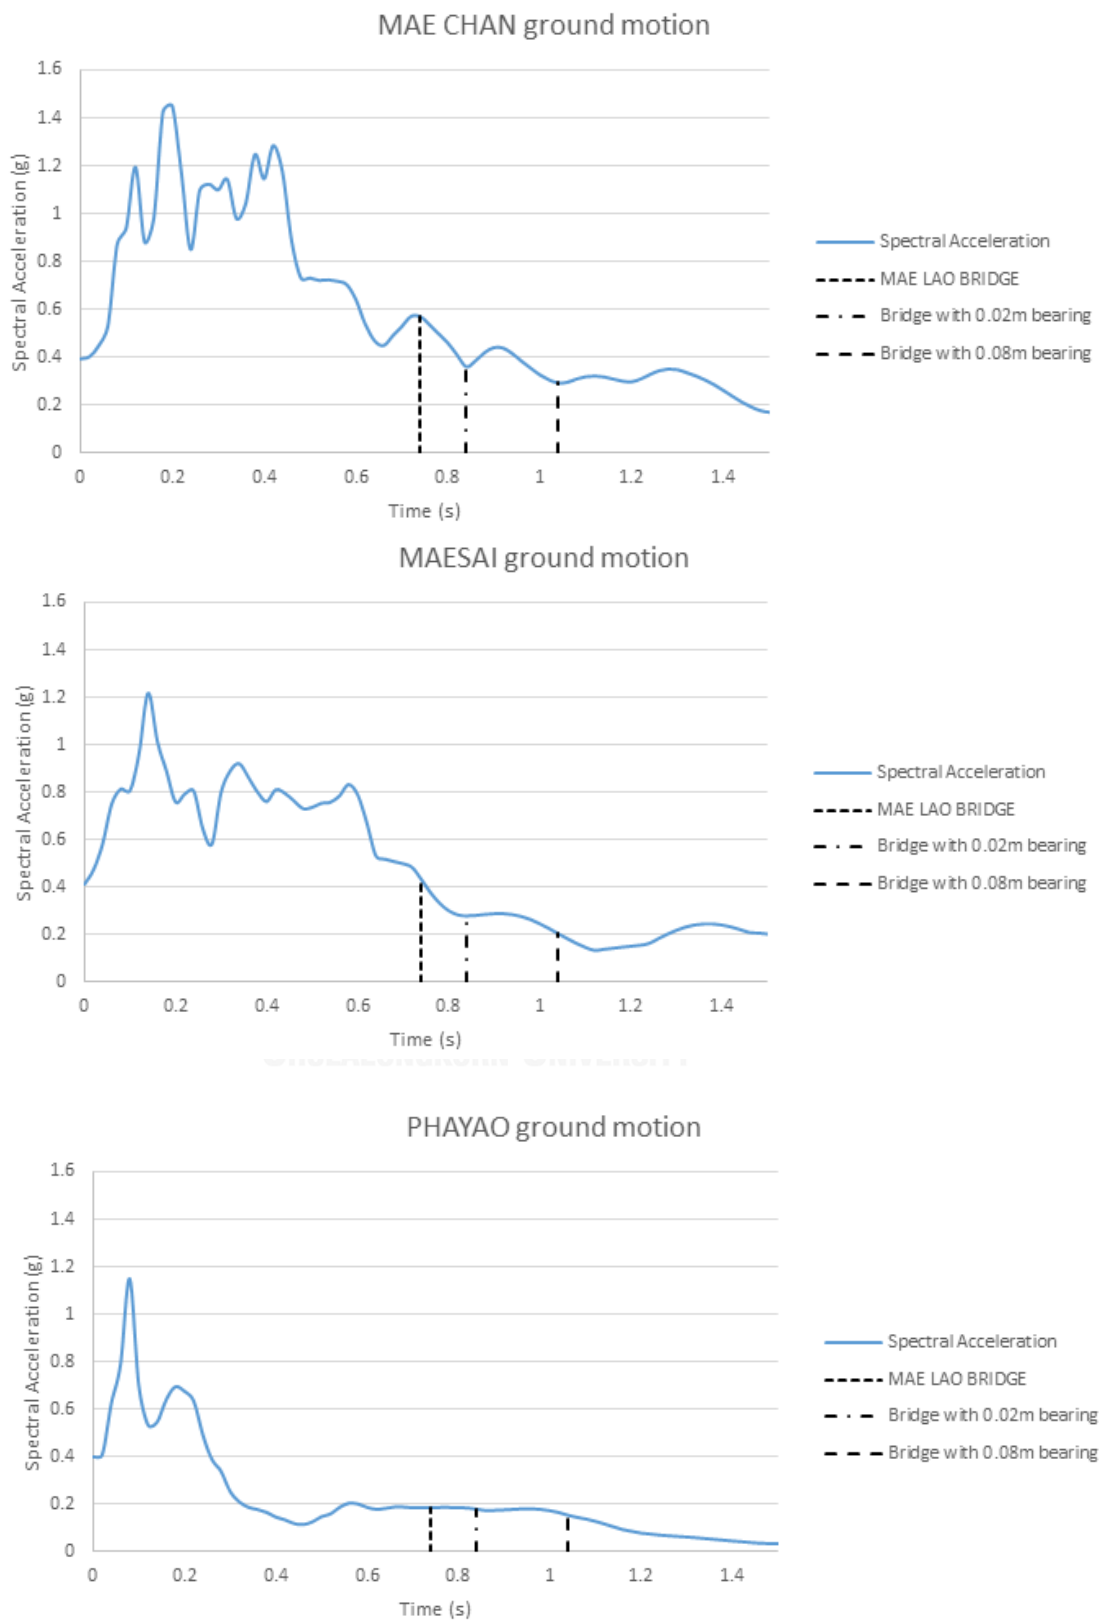 MAE CHAN ground motion
1.6
1.4
1.2
1
0.8
0.6
0.4
0.2
0
Spectral Acceleration (g)
0 0.2 0.4 0.6 0.8 1 1.2 1.4
Time (s)
Spectral Acceleration
MAE LAO BRIDGE
Bridge with 0.02m bearing
Bridge with 0.08m bearing
MAESAI ground motion
1.6
1.4
1.2
1
0.8
0.6
0.4
0.2
0
Spectral Acceleration (g)
0 0.2 0.4 0.6 0.8 1 1.2 1.4
Time (s)
Spectral Acceleration
MAE LAO BRIDGE
Bridge with 0.02m bearing
Bridge with 0.08m bearing
PHAYAO ground motion
1.6
1.4
1.2
1
0.8
0.6
0.4
0.2
0
Spectral Acceleration (g)
0 0.2 0.4 0.6 0.8 1 1.2 1.4
Time (s)
Spectral Acceleration
MAE LAO BRIDGE
Bridge with 0.02m bearing
Bridge with 0.08m bearing